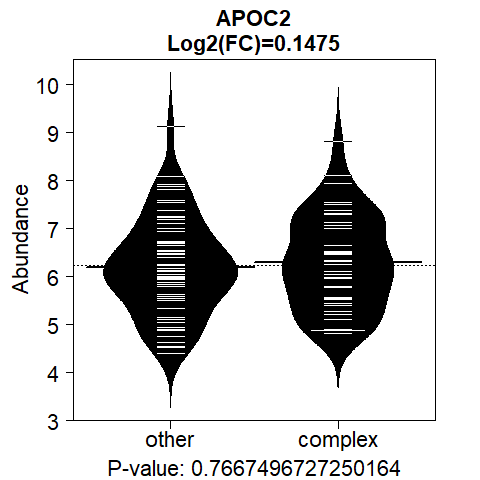 APOC2
Log2(FC)=0.1475
10
9
8
7
6
5
4
3
Abundance
other complex
P-value: 0.7667496727250164